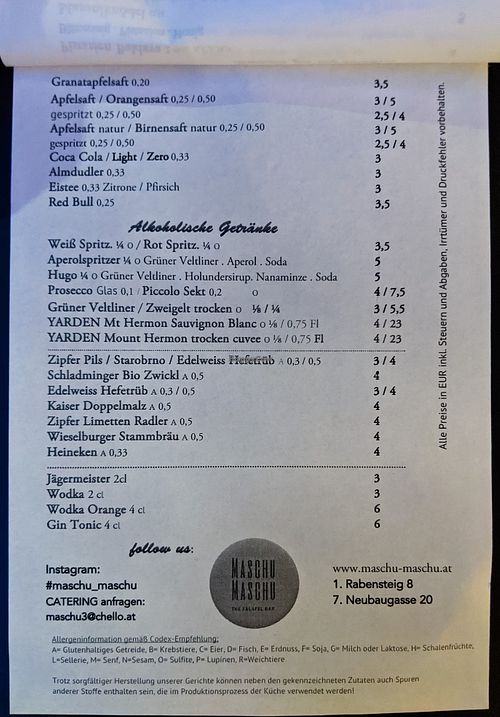 Granatapfelsaft 0,20 3,5
Apfelsaft / Orangensaft 0,25 / 0,50 3 / 5
gespritzt 0,25 / 0,50 2,5 / 4
Apfelsaft natur / Birnensaft natur 0,25 / 0,50 3 / 5
gespritzt 0,25 / 0,50 2,5 / 4
Coca Cola / Light / Zero 0,33 3
Almdudler 0,33 3
Eistee 0,33 Zitrone / Pfirsich 3
Red Bull 0,25 3,5
Alkoholische Getränke
Weiß Spritz. ¼ O / Rot Spritz. ¼ O 3,5
Aperolspritzer ¼ O Grüner Veltliner . Aperol . Soda 5
Hugo ¼ O Grüner Veltliner . Holundersirup. Nanaminze . Soda 5
Prosecco Glas 0,1 / Piccolo Sekt 0,2 O 4 / 7,5
Grüner Veltliner / Zweigelt trocken O ⅛ / ¼ 3 / 5,5
YARDEN Mt Hermon Sauvignon Blanc O ⅛ / 0,75 Fl 4 / 23
YARDEN Mount Hermon trocken cuvee O ⅛ / 0,75 Fl 4 / 23
Zipfer Pils / Starobrno / Edelweiss Hefetrüb A 0,3 / 0,5 3 / 4
Schladminger Bio Zwickl A 0,5 4
Edelweiss Hefetrüb A 0,3 / 0,5 3 / 4
Kaiser Doppelmalz A 0,5 4
Zipfer Limetten Radler A 0,5 4
Wieselburger Stammbräu A 0,5 4
Heineken A 0,33 4
Jägermeister 2cl 3
Wodka 2 cl 3
Wodka Orange 4 cl 6
Gin Tonic 4 cl 6
Alle Preise in EUR inkl. Steuern und Abgaben, Irrtümer und Druckfehler vorbehalten.
follow us:
Instagram:
#maschu_maschu
CATERING anfragen:
maschu3@chello.at
MASCHU
MASCHU
THE FALAFEL BAR
www.maschu-maschu.at
1. Rabensteig 8
7. Neubaugasse 20
Allergeninformation gemäß Codex-Empfehlung:
A= Glutenhaltiges Getreide, B= Krebstiere, C= Eier, D= Fisch, E= Erdnuss, F= Soja, G= Milch oder Laktose, H= Schalenfrüchte,
L=Sellerie, M= Senf, N=Sesam, O= Sulfite, P= Lupinen, R=Weichtiere
Trotz sorgfältiger Herstellung unserer Gerichte können neben den gekennzeichneten Zutaten auch Spuren
anderer Stoffe enthalten sein, die im Produktionsprozess der Küche verwendet werden!